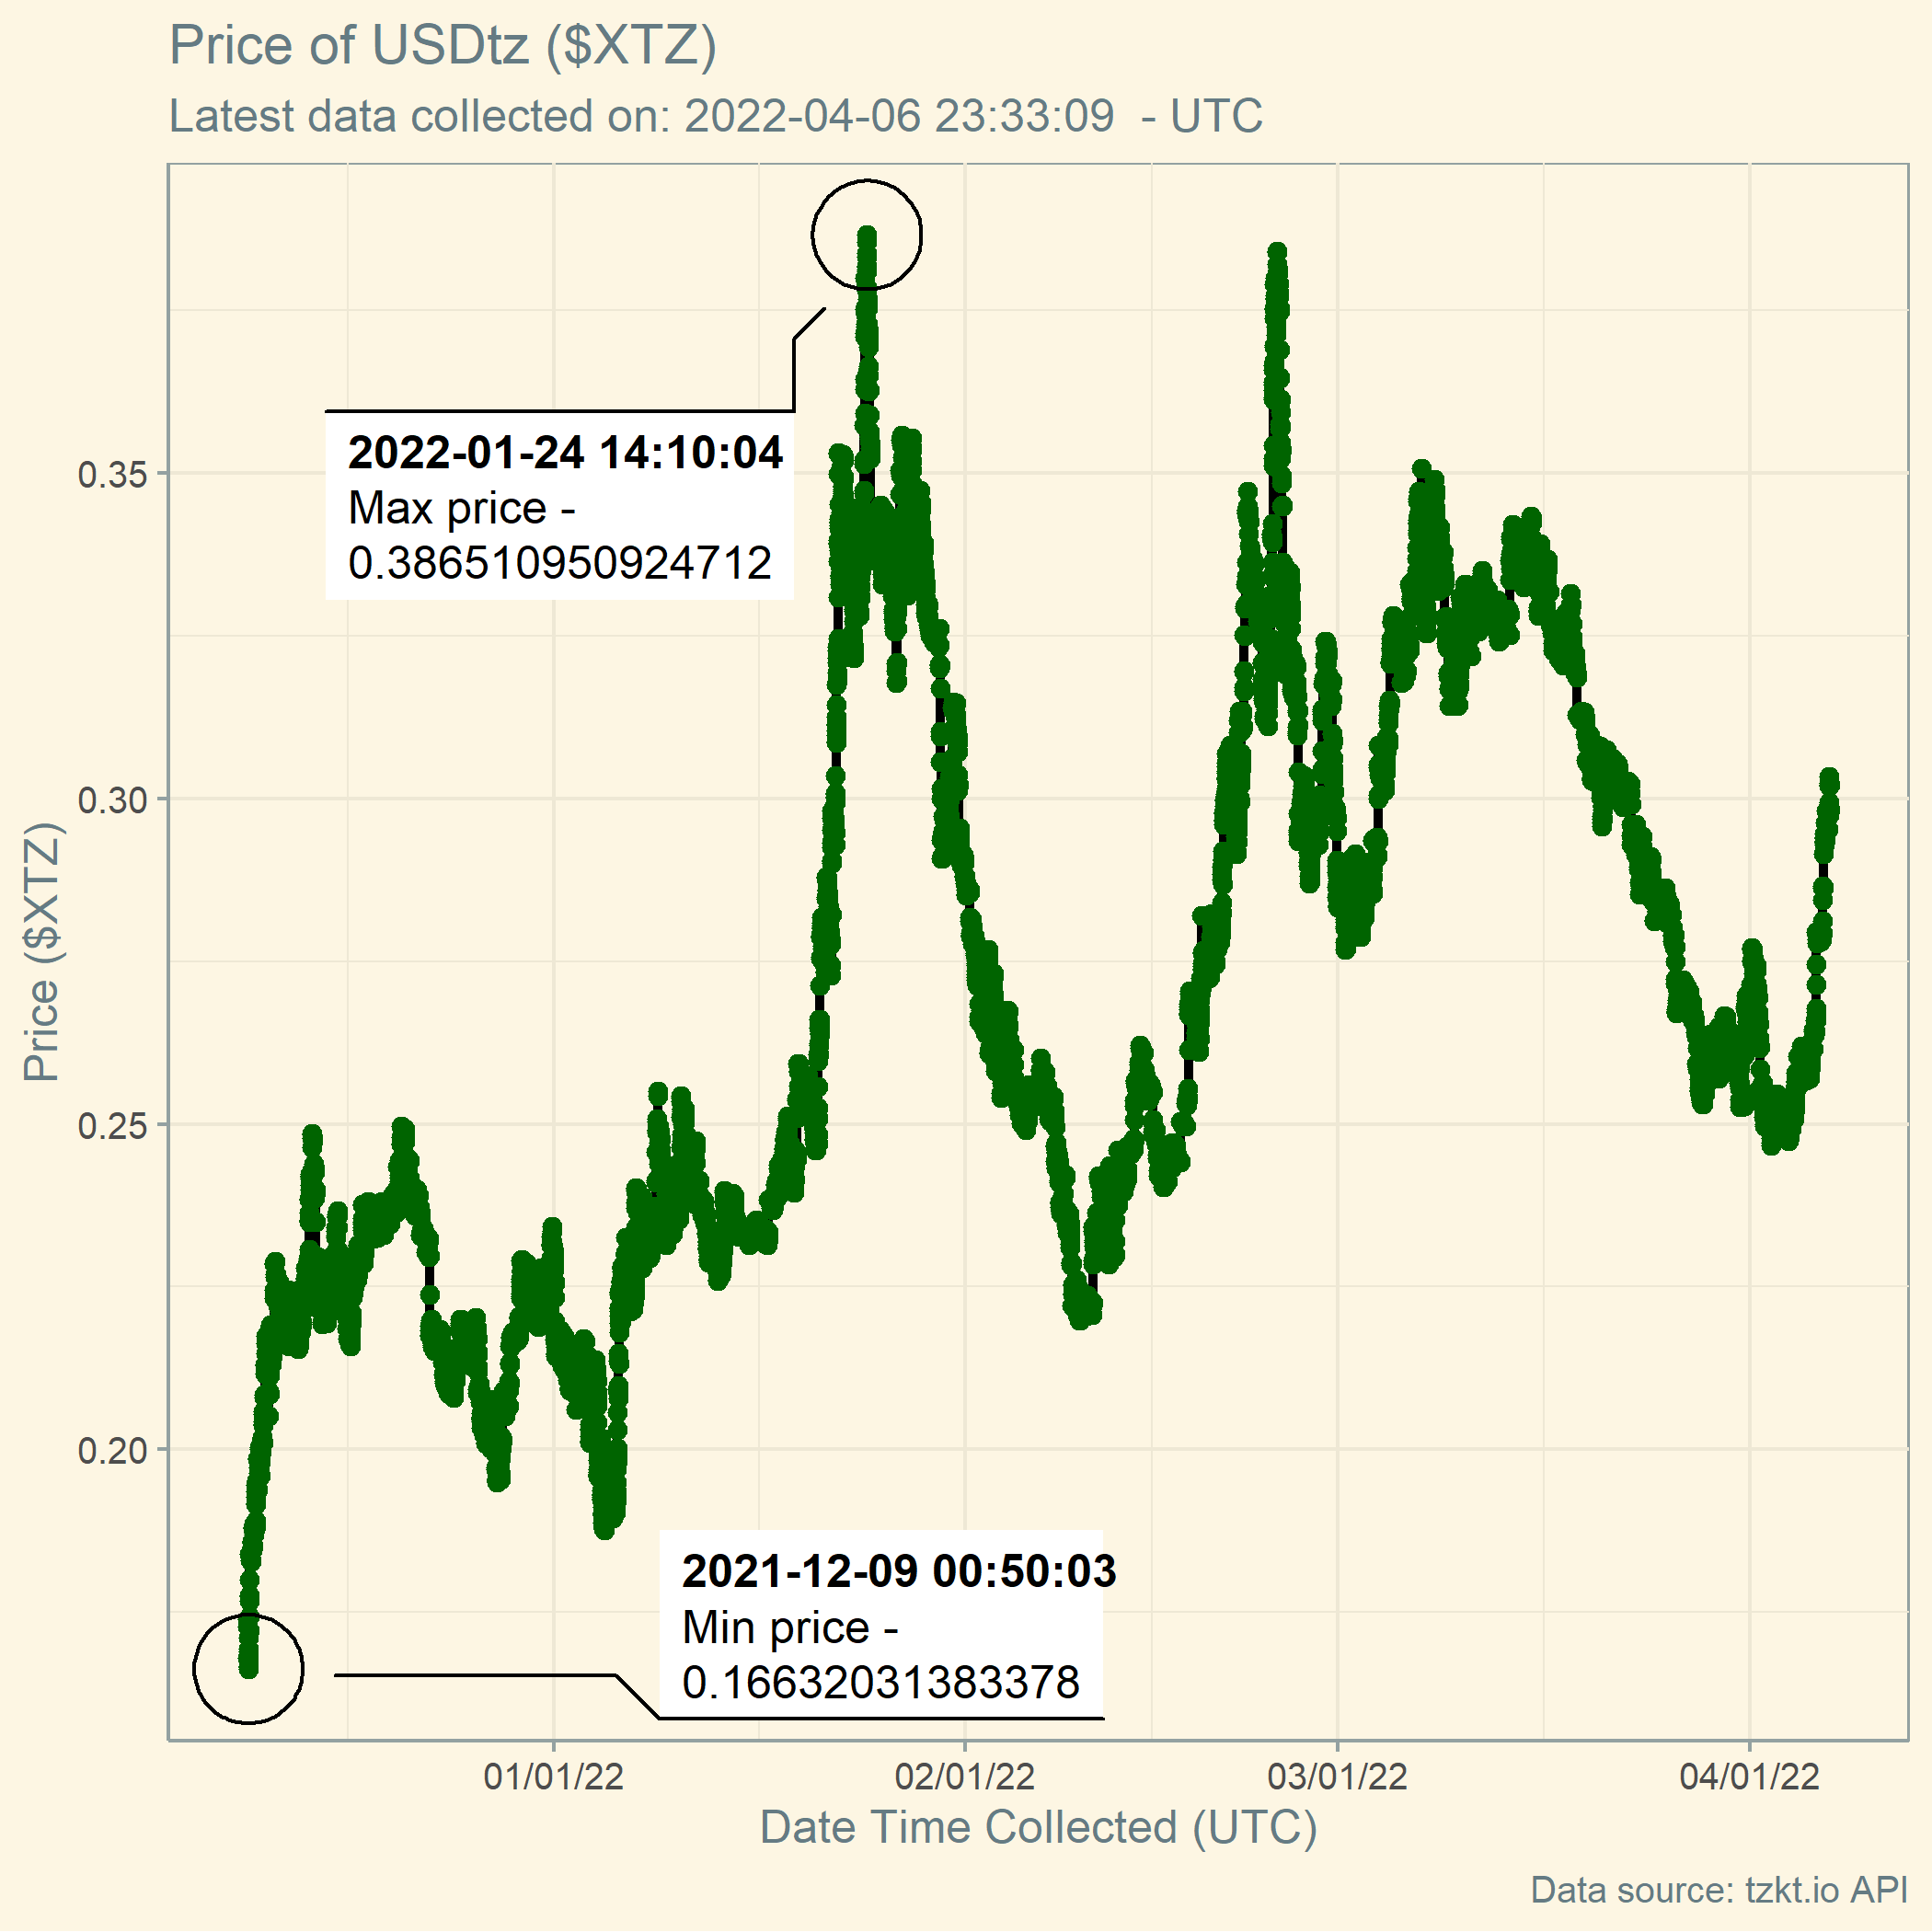 Price of USDtz ($XTZ)
Latest data collected on: 2022-04-06 23:33:09  - UTC
2022-01-24 14:10:04
Max price -
0.386510950924712
0.35
0.30
0.25
0.20
Price ($XTZ)
2021-12-09 00:50:03
Min price -
0.16632031383378
01/01/22
02/01/22
03/01/22
04/01/22
Date Time Collected (UTC)
Data source: tzkt.io API